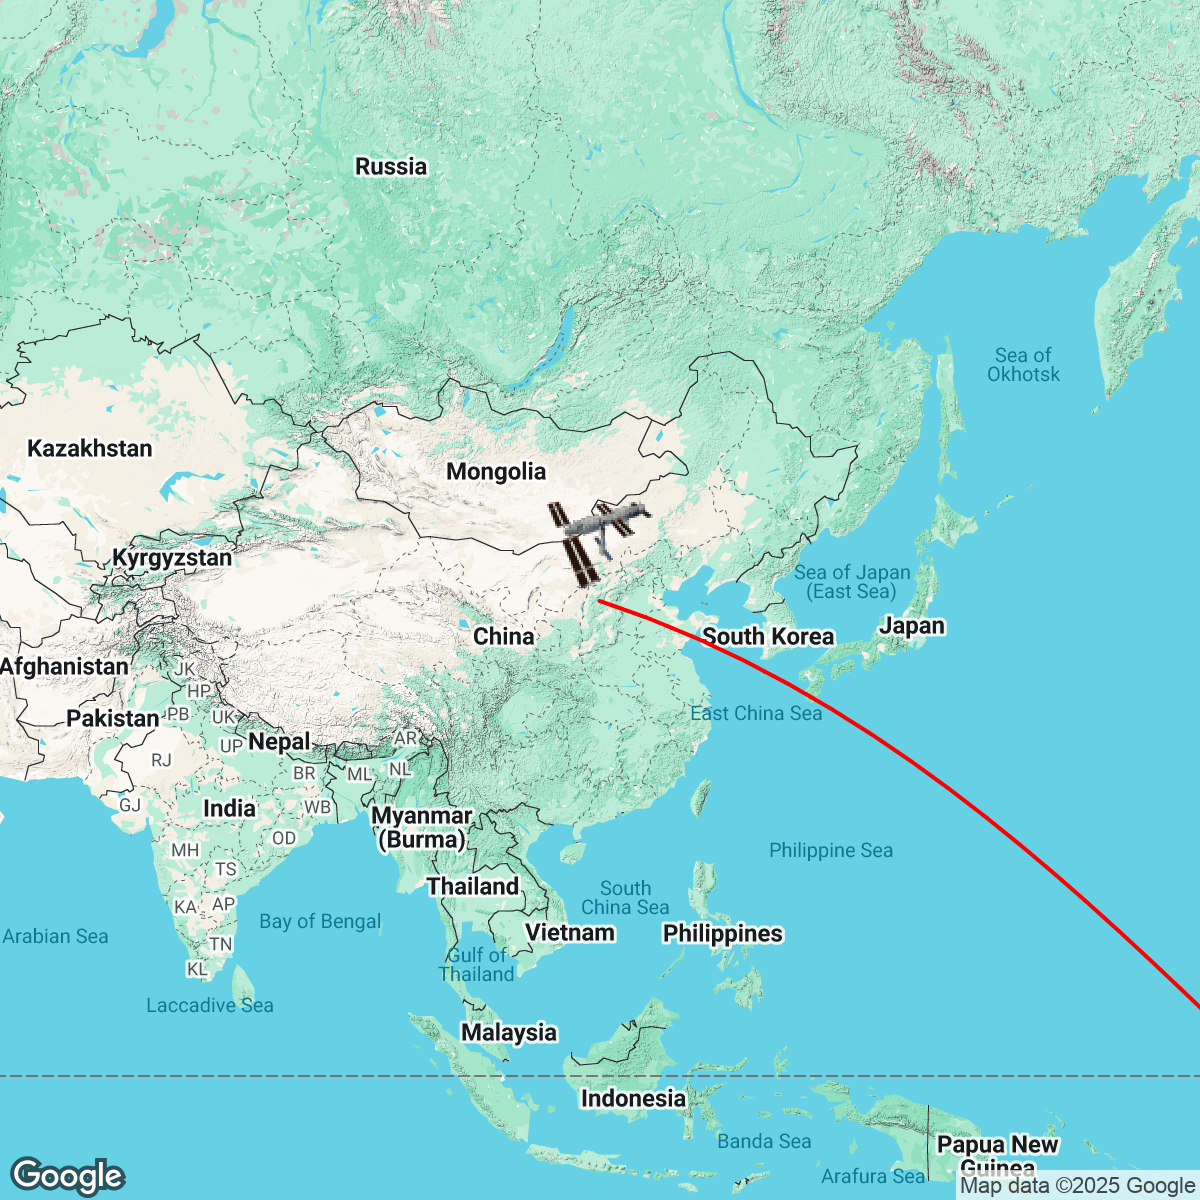 Russia
Sea of
Okhotsk
Kazakhstan
Mongolia
Kyrgyzstan
Sea of Japan
(East Sea)
Japan
China
South Korea
Afghanistan
JK
HP
Pakistan
PB
UK
East China Sea
UP
Nepal
AR
RJ
BR
ML
NL
GJ
India
WB
Myanmar
(Burma)
OD
MH
Philippine Sea
TS
Thailand
South
China Sea
KA
AP
Bay of Bengal
Vietnam
Philippines
Arabian Sea
TN
Gulf of
Thailand
KL
Laccadive Sea
Malaysia
Indonesia
Banda Sea
Papua New
Guinea
Arafura Sea
Google
Map data ©2025 Google